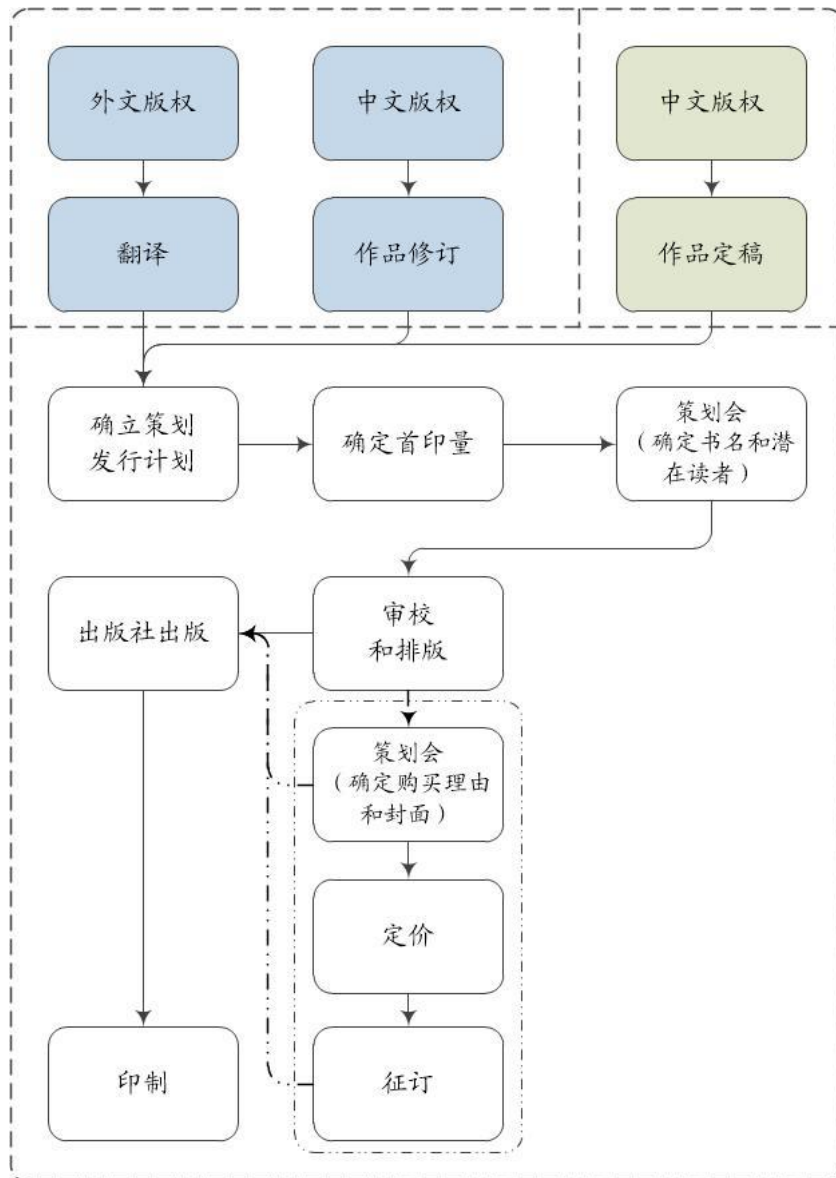 外文版权
中文版权
中文版权
翻译
作品修订
作品定稿
确立策划
发行计划
确定首印量
策划会
（确定书名和潜
在读者）
出版社出版
审校
和排版
策划会
（确定购买理由
和封面）
定价
印制
征订